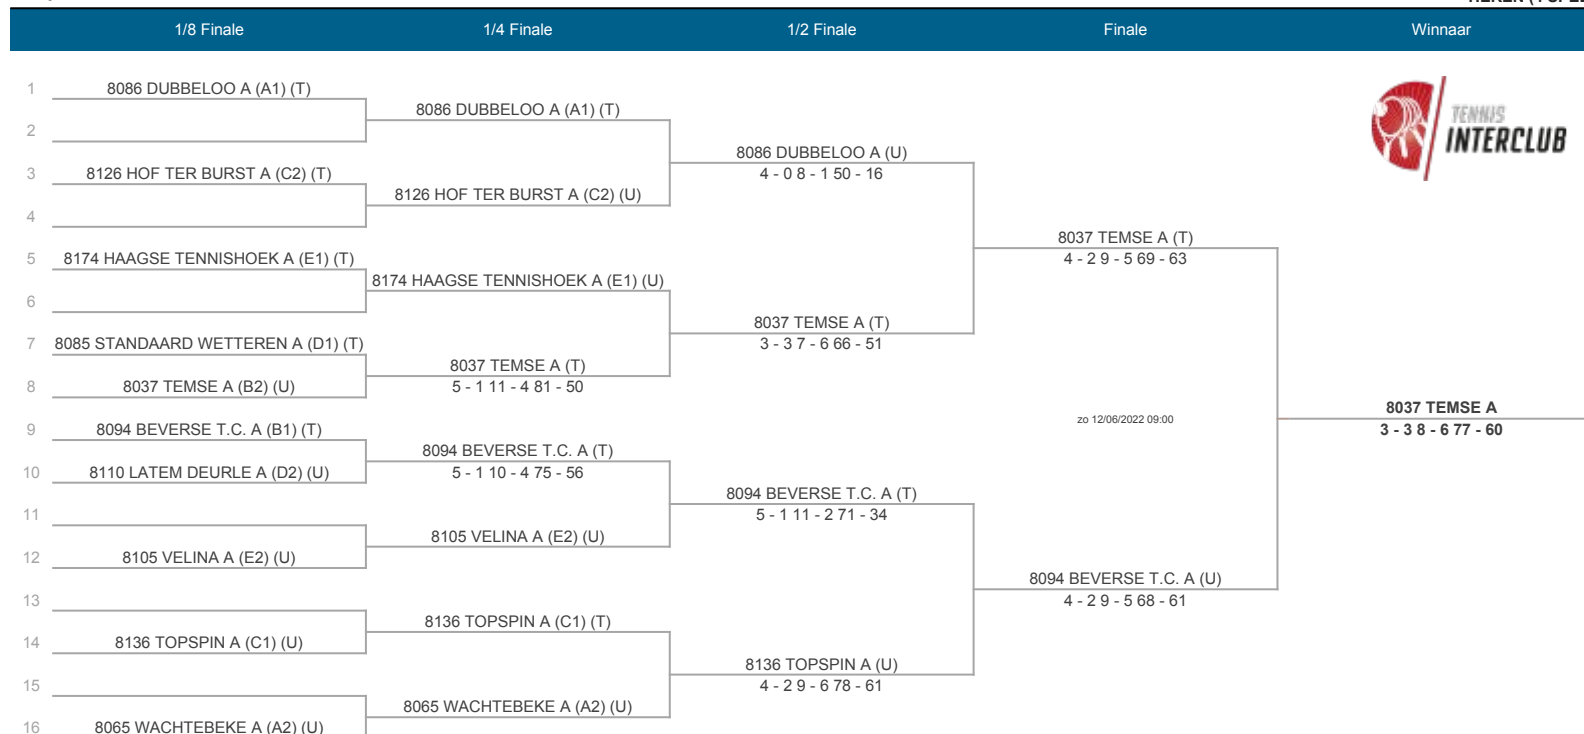 1/8 Finale 1/4 Finale 1/2 Finale Finale Winnaar
1 8086 DUBBELOO A (A1) (T)
8086 DUBBELOO A (A1) (T)
TENNIS
INTERCLUB
2
8086 DUBBELOO A (U)
3 8126 HOF TER BURST A (C2) (T)
4 - 0 8 - 1 50 - 16
8126 HOF TER BURST A (C2) (U)
4
8037 TEMSE A (T)
5 8174 HAAGSE TENNISHOEK A (E1) (T)
4 - 2 9 - 5 69 - 63
8174 HAAGSE TENNISHOEK A (E1) (U)
6
8037 TEMSE A (T)
7 8085 STANDAARD WETTEREN A (D1) (T)
3 - 3 7 - 6 66 - 51
8037 TEMSE A (T)
8 8037 TEMSE A (B2) (U)
5 - 1 11 - 4 81 - 50
8037 TEMSE A
zo 12/06/2022 09:00
9 8094 BEVERSE T.C. A (B1) (T)
3 - 3 8 - 6 77 - 60
8094 BEVERSE T.C. A (T)
10 8110 LATEM DEURLE A (D2) (U)
5 - 1 10 - 4 75 - 56
8094 BEVERSE T.C. A (T)
11
5 - 1 11 - 2 71 - 34
8105 VELINA A (E2) (U)
12 8105 VELINA A (E2) (U)
8094 BEVERSE T.C. A (U)
13
4 - 2 9 - 5 68 - 61
8136 TOPSPIN A (C1) (T)
14 8136 TOPSPIN A (C1) (U)
8136 TOPSPIN A (U)
15
4 - 2 9 - 6 78 - 61
8065 WACHTEBEKE A (A2) (U)
16 8065 WACHTEBEKE A (A2) (U)